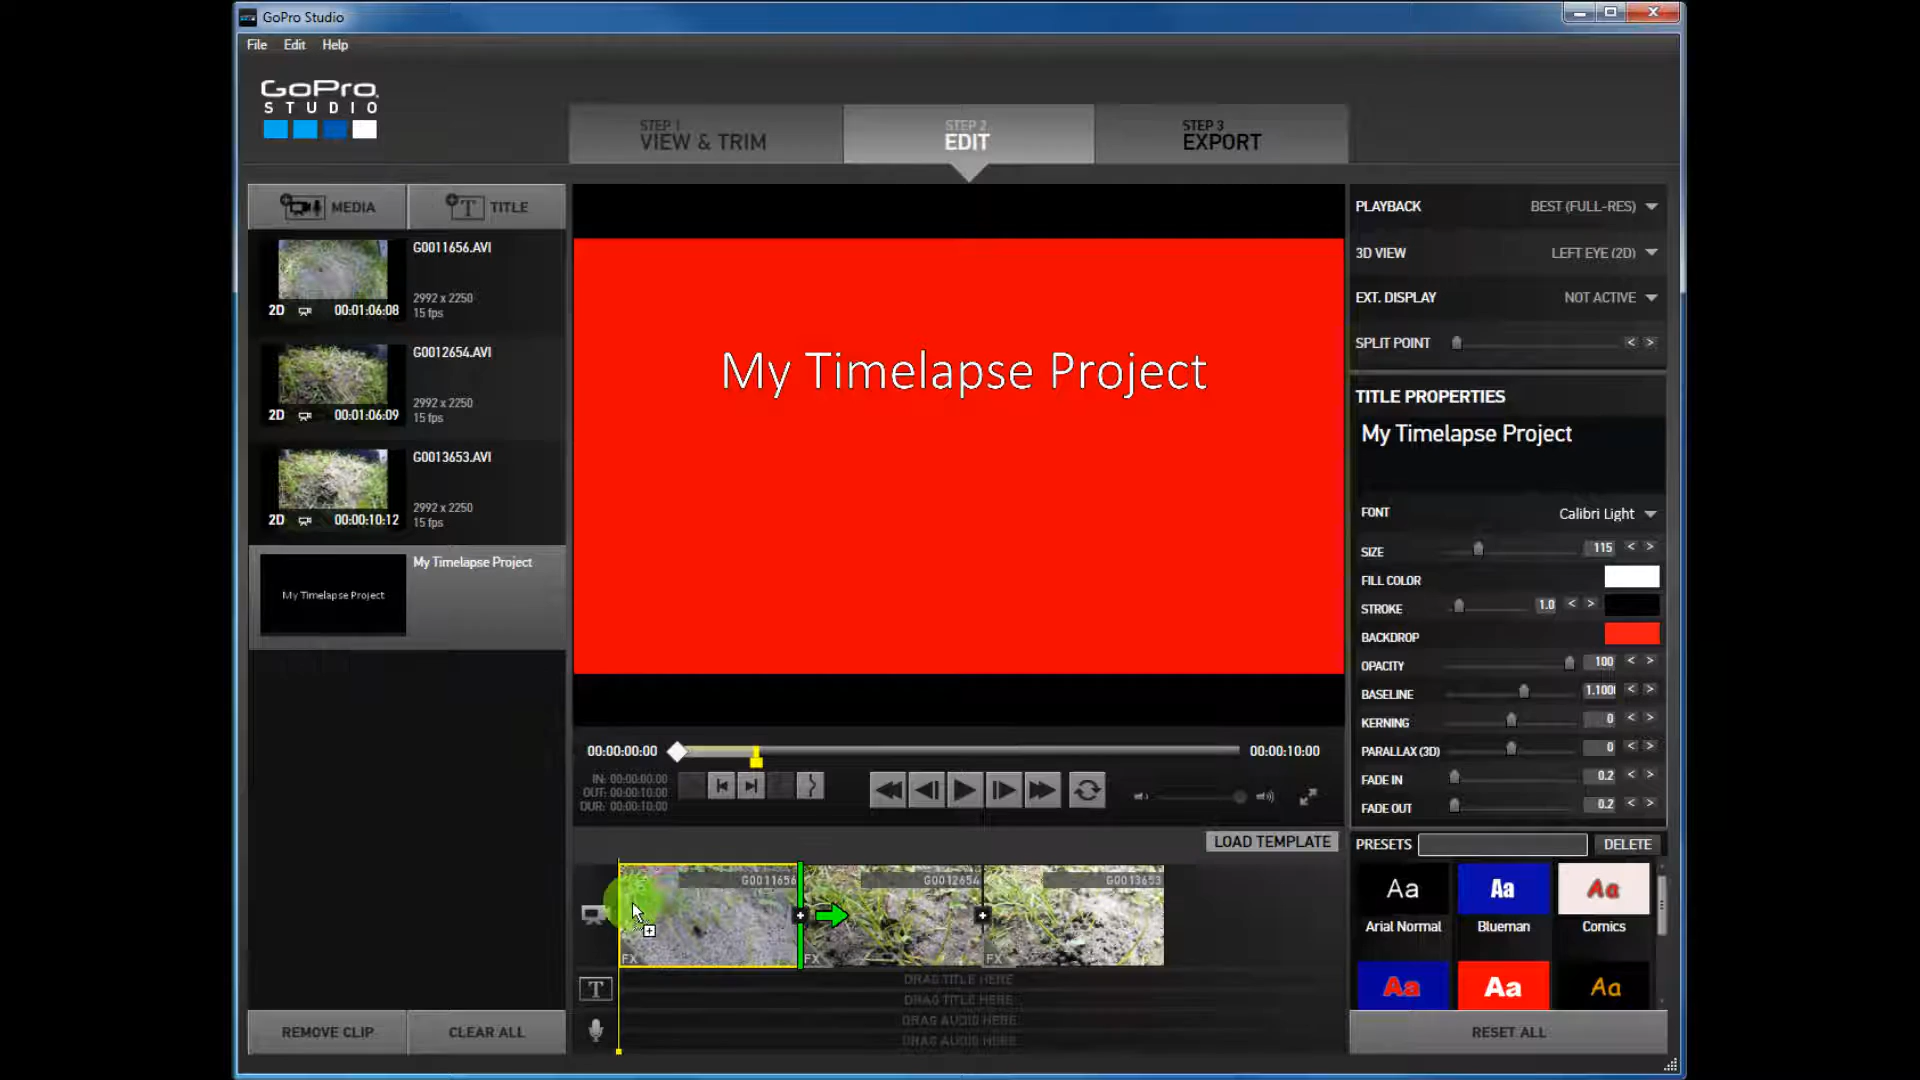 GoPro Studio
File Edit Help
GoPro
STUDIO
STEP 1
VIEW & TRIM
STEP 2
EDIT
STEP 3
EXPORT
MEDIA
TITLE
G0011656.AVI
2992 x 2250
15 fps
2D 00:01:06:08
G0012654.AVI
2992 x 2250
15 fps
2D 00:01:06:09
G0013653.AVI
2992 x 2250
15 fps
2D 00:00:10:12
My Timelapse Project
My Timelapse Project
REMOVE CLIP
CLEAR ALL
My Timelapse Project
00:00:00:00
00:00:10:00
IN: 00:00:00:00
OUT: 00:00:10:00
DUR: 00:00:10:00
LOAD TEMPLATE
G0011656
G0012654
G0013653
FX
FX
FX
T
DRAG TITLE HERE
DRAG TITLE HERE
DRAG AUDIO HERE
DRAG AUDIO HERE
PLAYBACK BEST (FULL-RES)
3D VIEW LEFT EYE (2D)
EXT. DISPLAY NOT ACTIVE
SPLIT POINT < >
TITLE PROPERTIES
My Timelapse Project
FONT Calibri Light
SIZE 115 < >
FILL COLOR
STROKE 1.0 < >
BACKDROP
OPACITY 100 < >
BASELINE 1.100 < >
KERNING 0 < >
PARALLAX (3D) 0 < >
FADE IN 0.2 < >
FADE OUT 0.2 < >
PRESETS DELETE
Aa Aa Aa
Arial Normal Blueman Comics
Aa Aa Aa
RESET ALL